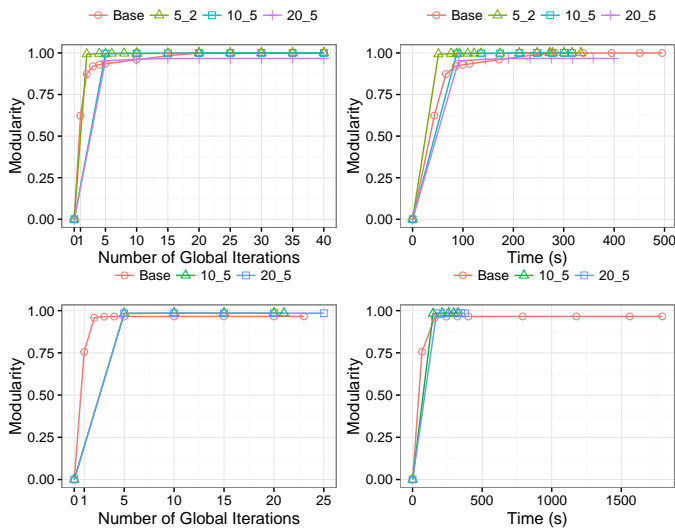 Base 5_2 10_5 20_5
Base 5_2 10_5 20_5
1.00
0.75
0.50
0.25
0.00
Modularity
0 1 5 10 15 20 25 30 35 40
Number of Global Iterations
1.00
0.75
0.50
0.25
0.00
Modularity
0 100 200 300 400 500
Time (s)
Base 10_5 20_5
Base 10_5 20_5
1.00
0.75
0.50
0.25
0.00
Modularity
0 1 5 10 15 20 25
Number of Global Iterations
1.00
0.75
0.50
0.25
0.00
Modularity
0 500 1000 1500
Time (s)